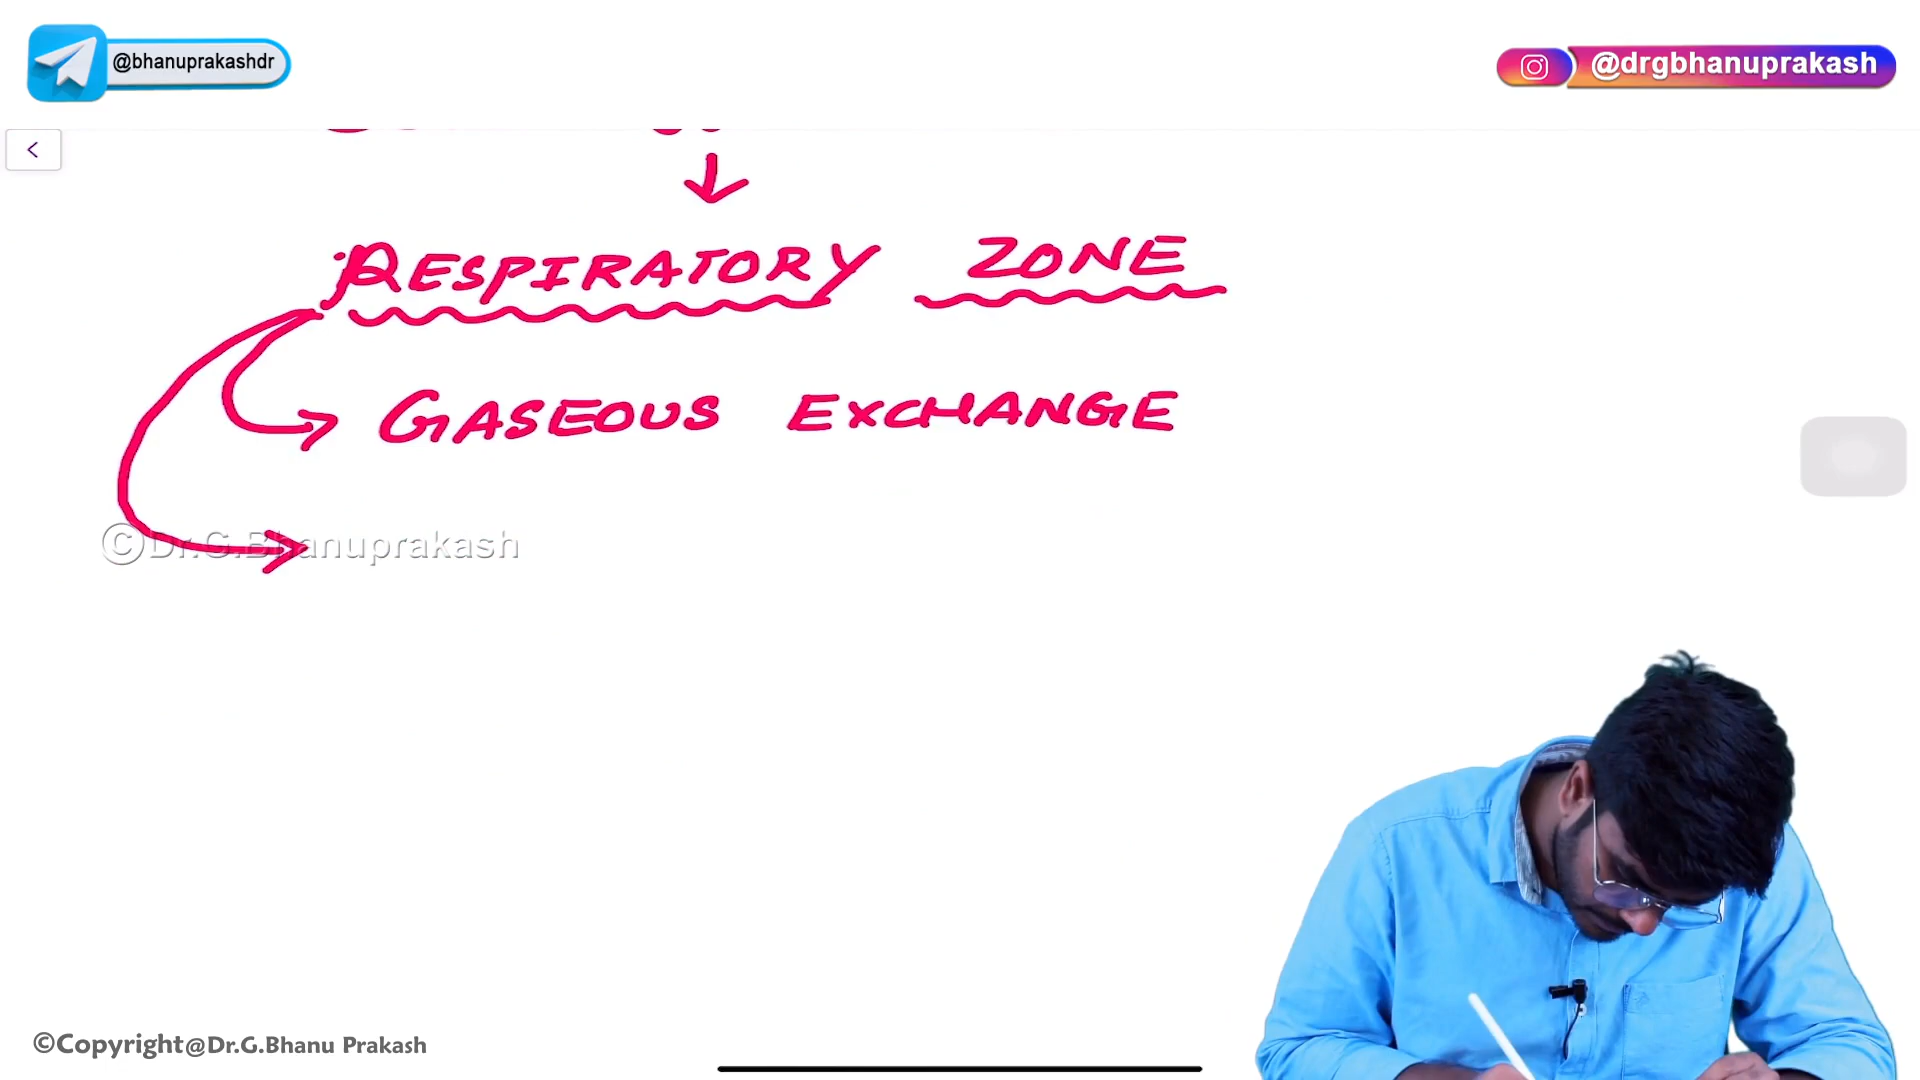 @bhanuprakashdr
@drgbhanuprakash
RESPIRATORY ZONE
GASEOUS EXCHANGE
©Dr.G.Bhanuprakash
©Copyright@Dr.G.Bhanu Prakash